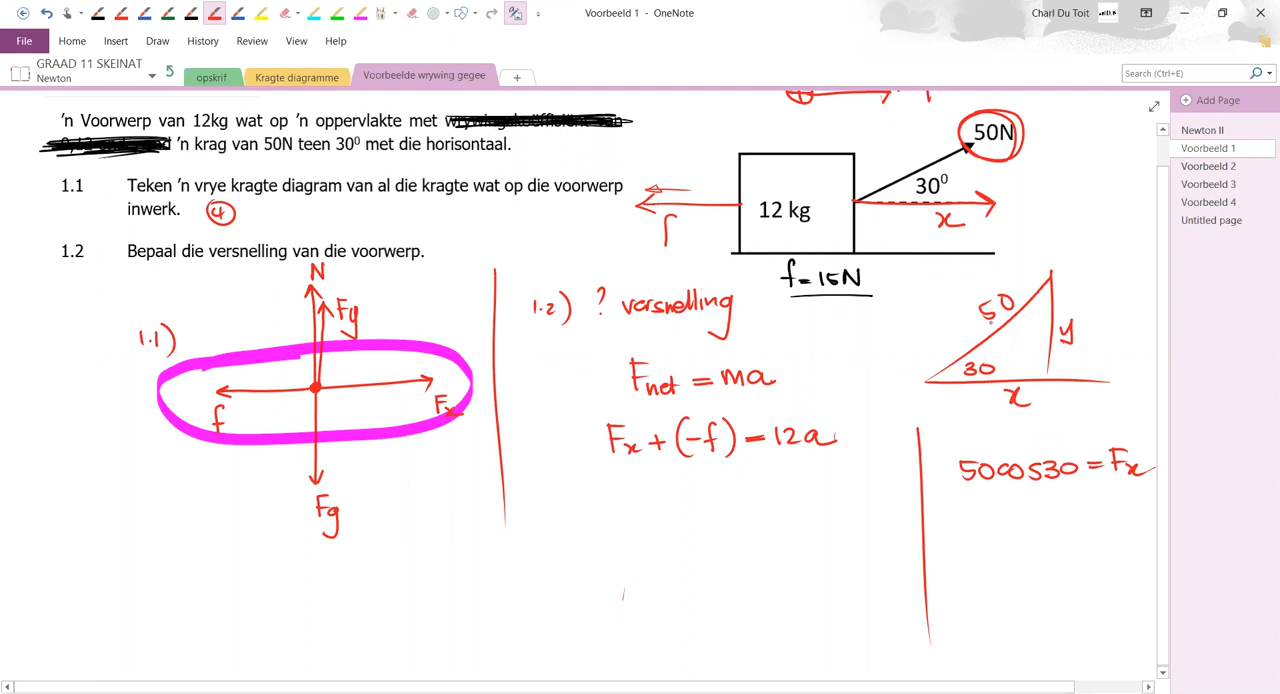 Voorbeeld 1 - OneNote
Charl Du Toit
File Home Insert Draw History Review View Help
GRAAD 11 SKEINAT
Newton
opskrif
Kragte diagramme
Voorbeelde wrywing gegee
Search (Ctrl+E)
Add Page
Newton II
Voorbeeld 1
Voorbeeld 2
Voorbeeld 3
Voorbeeld 4
Untitled page
'n Voorwerp van 12kg wat op 'n oppervlakte met
'n krag van 50N teen 30⁰ met die horisontaal.
1.1 Teken 'n vrye kragte diagram van al die kragte wat op die voorwerp
inwerk. 4
1.2 Bepaal die versnelling van die voorwerp.
50N
30⁰
12 kg
f
x
f = 15N
1.1)
N
Fy
f
Fx
Fg
1.2) ? versnelling
Fnet = ma
Fx + (-f) = 12a
50
30
y
x
50cos30 = Fx